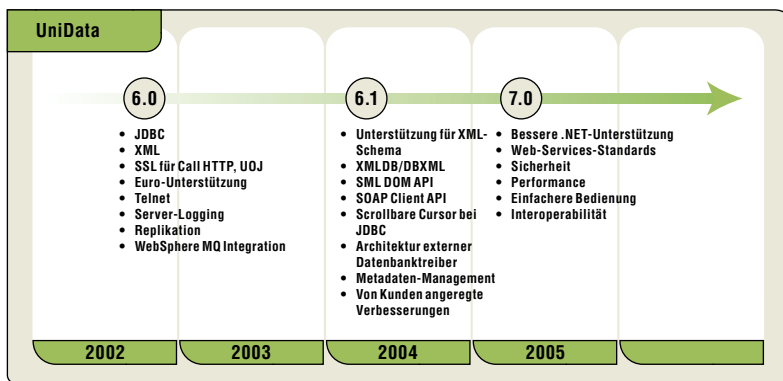 UniData
6.0
6.1
7.0
• JDBC
• XML
• SSL für Call HTTP, UOJ
• Euro-Unterstützung
• Telnet
• Server-Logging
• Replikation
• WebSphere MQ Integration
• Unterstützung für XML-
Schema
• XMLDB/DBXML
• SML DOM API
• SOAP Client API
• Scrollbare Cursor bei
JDBC
• Architektur externer
Datenbanktreiber
• Metadaten-Management
• Von Kunden angeregte
Verbesserungen
• Bessere .NET-Unterstützung
• Web-Services-Standards
• Sicherheit
• Performance
• Einfachere Bedienung
• Interoperabilität
2002
2003
2004
2005